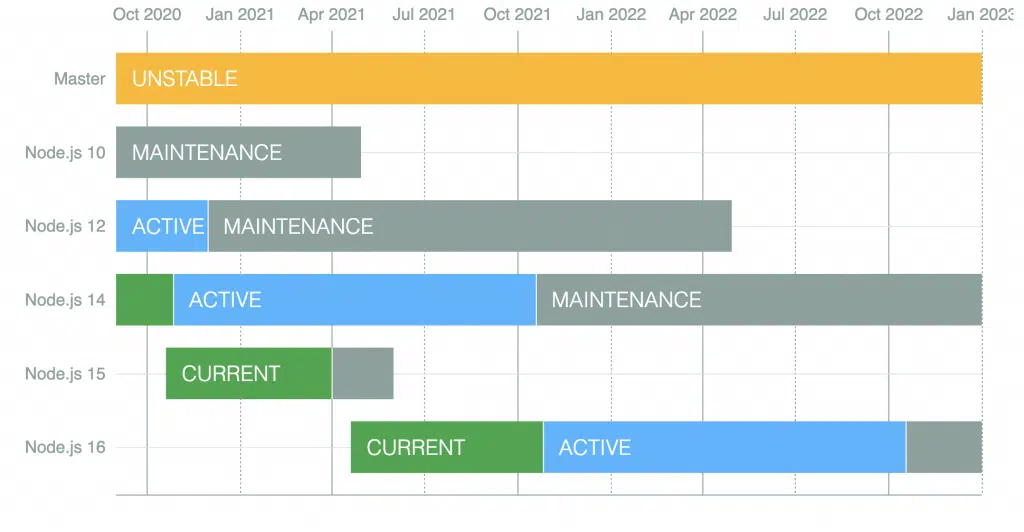 Oct 2020 Jan 2021 Apr 2021 Jul 2021 Oct 2021 Jan 2022 Apr 2022 Jul 2022 Oct 2022 Jan 2023
Master UNSTABLE
Node.js 10 MAINTENANCE
Node.js 12 ACTIVE MAINTENANCE
Node.js 14 ACTIVE MAINTENANCE
Node.js 15 CURRENT
Node.js 16 CURRENT ACTIVE